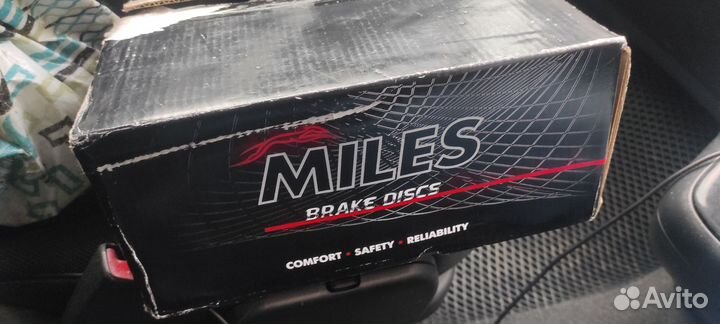 MILES
BRAKE DISCS
COMFORT • SAFETY • RELIABILITY
Avito